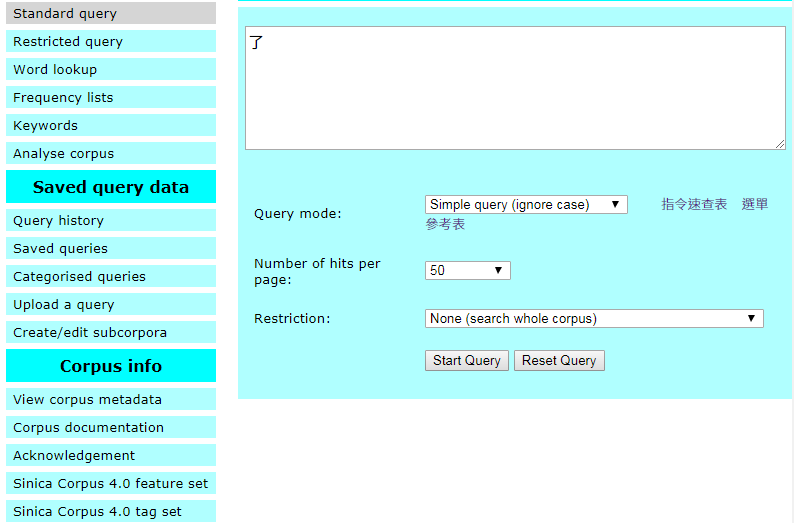 Standard query
Restricted query
Word lookup
Frequency lists
Keywords
Analyse corpus
Saved query data
Query history
Saved queries
Categorised queries
Upload a query
Create/edit subcorpora
Corpus info
View corpus metadata
Corpus documentation
Acknowledgement
Sinica Corpus 4.0 feature set
Sinica Corpus 4.0 tag set
了
Query mode: Simple query (ignore case) 指令速查表 選單
參考表
Number of hits per
page: 50
Restriction: None (search whole corpus)
Start Query Reset Query